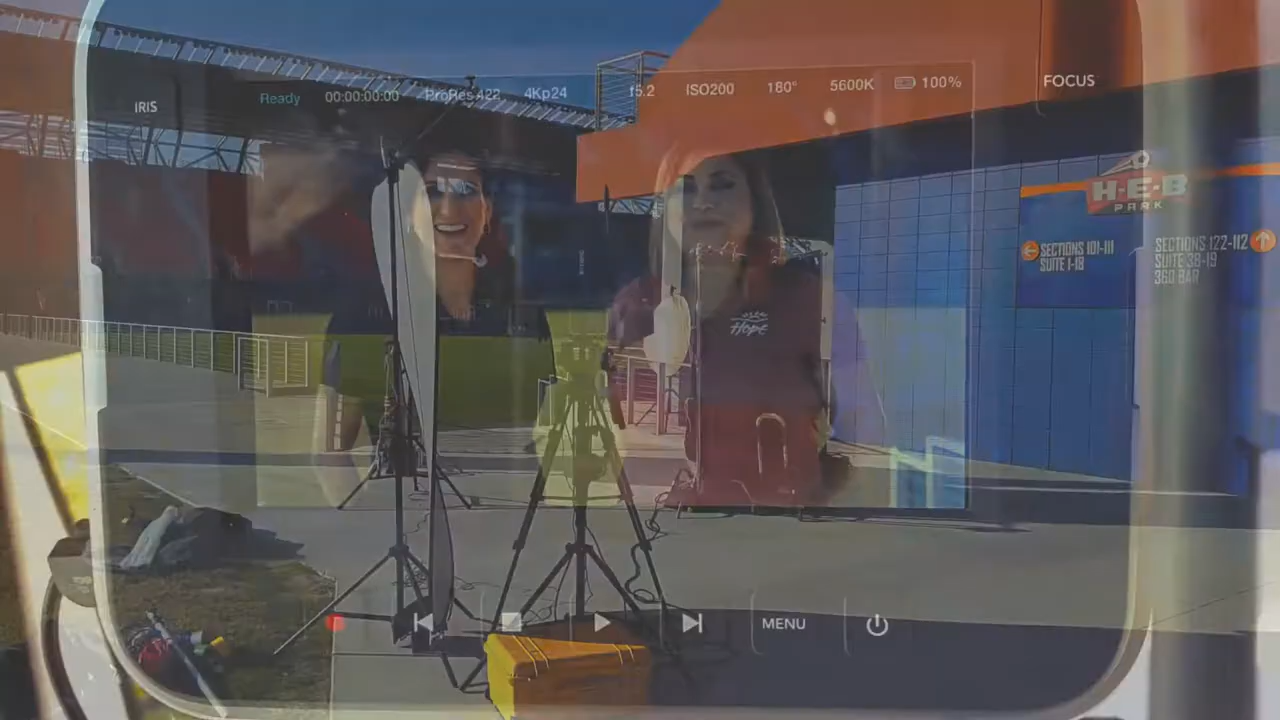 IRIS
Ready 00:00:00:00 ProRes 422 4Kp24 f5.2 ISO200 180° 5600K 100%
FOCUS
H-E-B
PARK
SECTIONS 101-111
SUITE 1-18
SECTIONS 122-112
SUITE 38-19
360 BAR
Hope
MENU